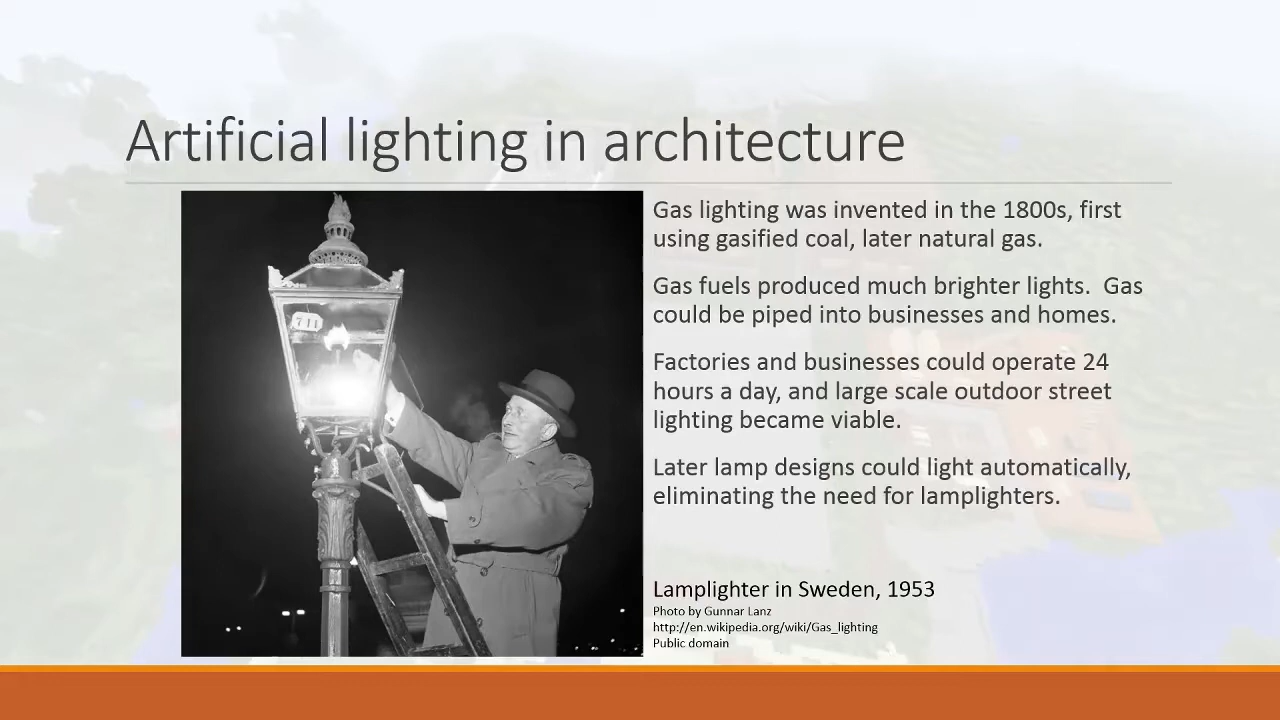 Artificial lighting in architecture
711
Gas lighting was invented in the 1800s, first
using gasified coal, later natural gas.
Gas fuels produced much brighter lights.  Gas
could be piped into businesses and homes.
Factories and businesses could operate 24
hours a day, and large scale outdoor street
lighting became viable.
Later lamp designs could light automatically,
eliminating the need for lamplighters.
Lamplighter in Sweden, 1953
Photo by Gunnar Lanz
http://en.wikipedia.org/wiki/Gas_lighting
Public domain